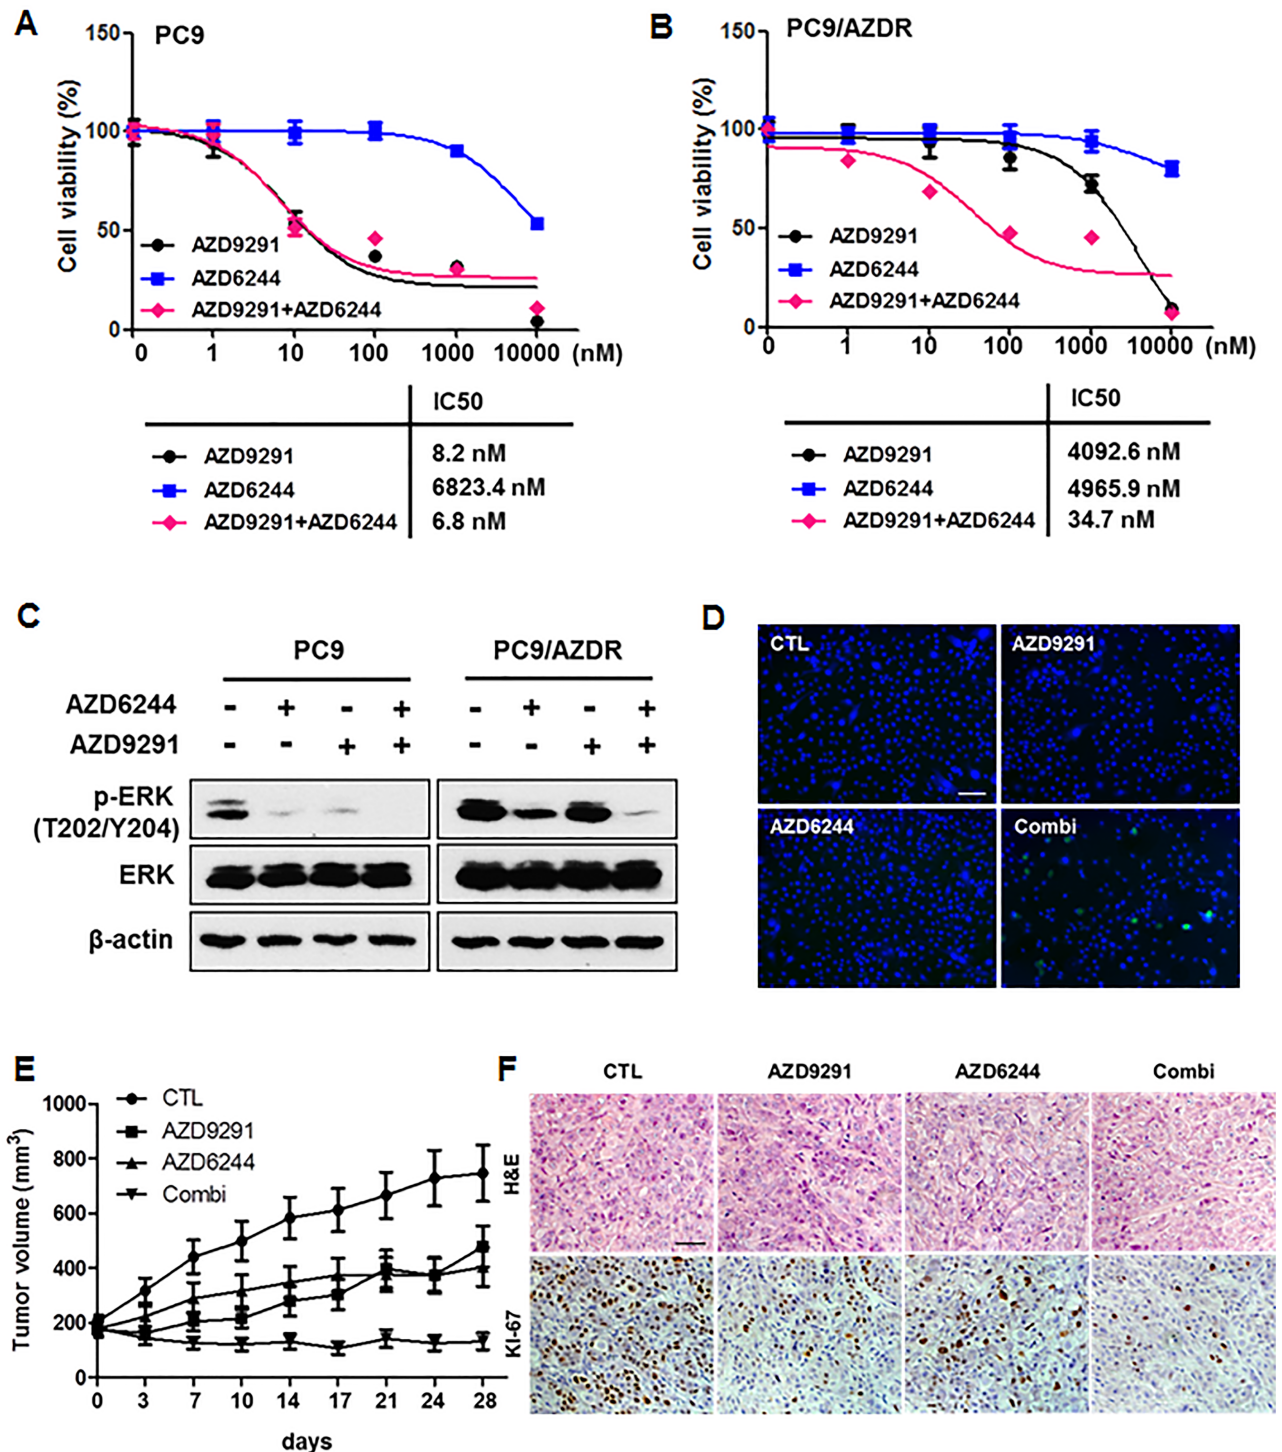 A
PC9
150
100
50
0
Cell viability (%)
AZD9291
AZD6244
AZD9291+AZD6244
0 1 10 100 1000 10000 (nM)
IC50
AZD9291 8.2 nM
AZD6244 6823.4 nM
AZD9291+AZD6244 6.8 nM
B
PC9/AZDR
150
100
50
0
Cell viability (%)
AZD9291
AZD6244
AZD9291+AZD6244
0 1 10 100 1000 10000 (nM)
IC50
AZD9291 4092.6 nM
AZD6244 4965.9 nM
AZD9291+AZD6244 34.7 nM
C
PC9 PC9/AZDR
AZD6244 - + - + - + - +
AZD9291 - - + + - - + +
p-ERK
(T202/Y204)
ERK
β-actin
D
CTL AZD9291
AZD6244 Combi
E
CTL
AZD9291
AZD6244
Combi
1000
800
600
400
200
0
Tumor volume (mm³)
0 3 7 10 14 17 21 24 28
days
F
CTL AZD9291 AZD6244 Combi
H&E
KI-67